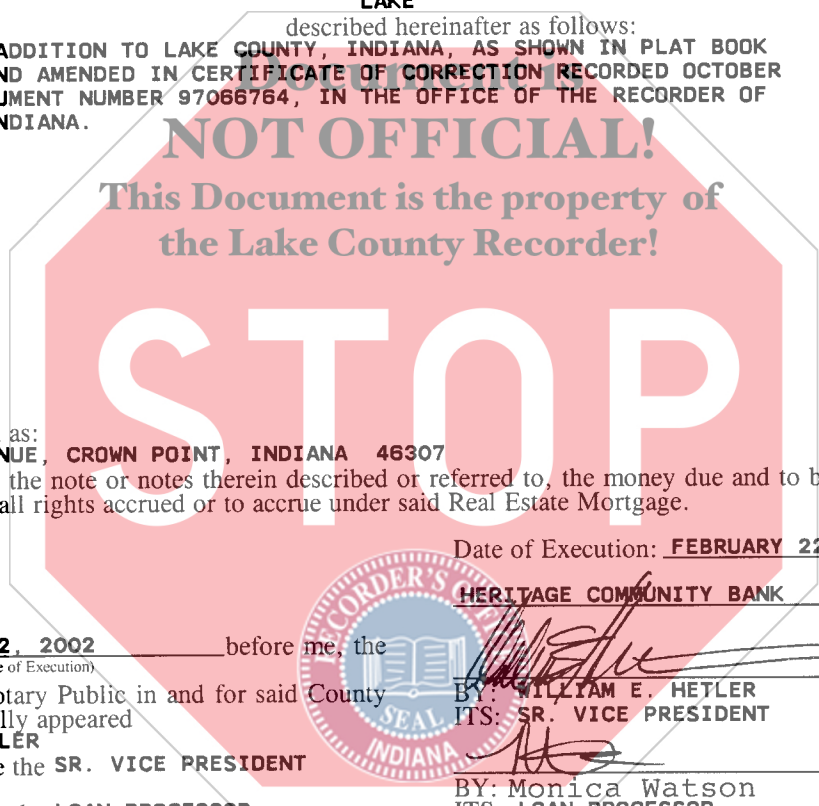 LAKE
described hereinafter as follows:
ADDITION TO LAKE COUNTY, INDIANA, AS SHOWN IN PLAT BOOK
ND AMENDED IN CERTIFICATE OF CORRECTION RECORDED OCTOBER
UMENT NUMBER 97066764, IN THE OFFICE OF THE RECORDER OF
NDIANA.
Document is
NOT OFFICIAL!
This Document is the property of
the Lake County Recorder!
STOP
as:
NUE, CROWN POINT, INDIANA 46307
the note or notes therein described or referred to, the money due and to b
all rights accrued or to accrue under said Real Estate Mortgage.
Date of Execution: FEBRUARY 22
HERITAGE COMMUNITY BANK
2, 2002 before me, the
e of Execution)
otary Public in and for said County
lly appeared
LER
e the SR. VICE PRESIDENT
LOAN PROCESSOR
BY: WILLIAM E. HETLER
ITS: SR. VICE PRESIDENT
BY: Monica Watson
ITS: LOAN PROCESSOR
RECORDER'S OFFICE
SEAL
INDIANA